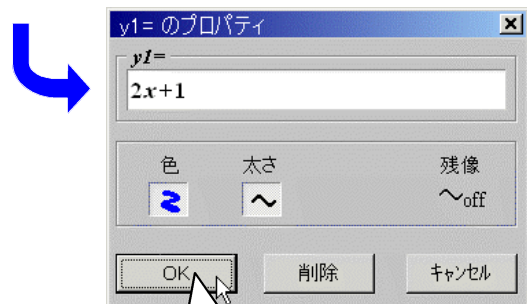 y1= のプロパティ
y1=
2x+1
色 太さ 残像
off
OK 削除 キャンセル